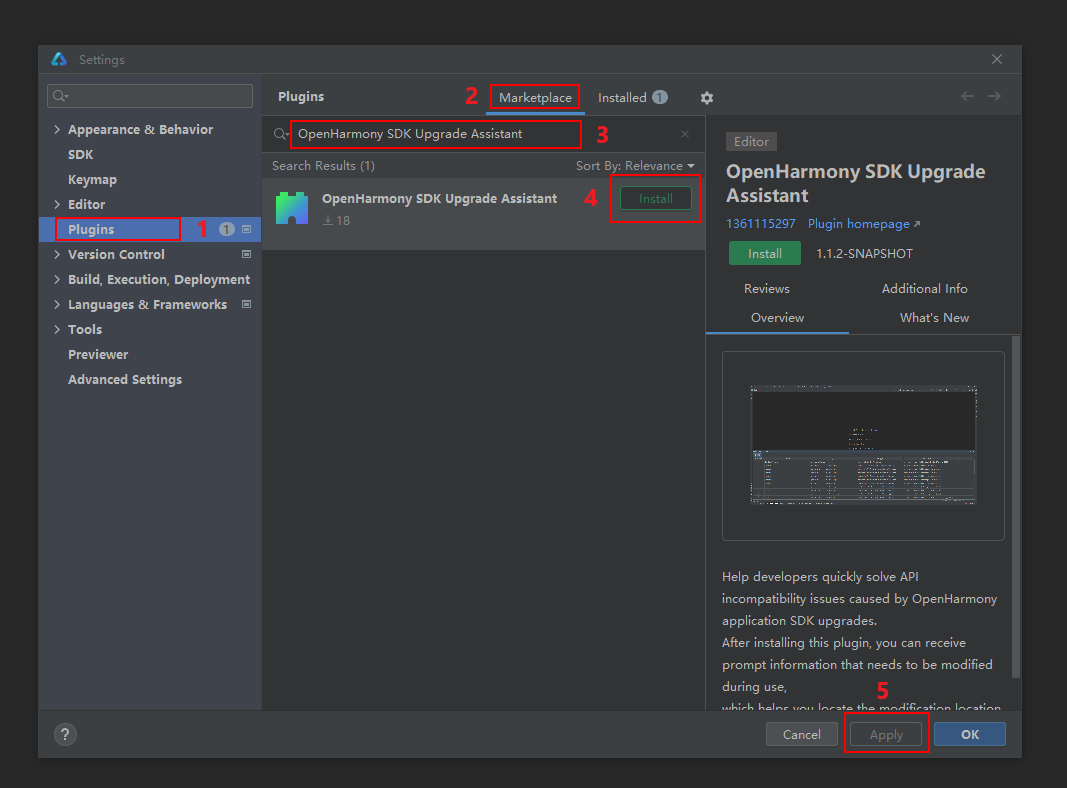 Settings
Appearance & Behavior
SDK
Keymap
Editor
Plugins 1 1
Version Control
Build, Execution, Deployment
Languages & Frameworks
Tools
Previewer
Advanced Settings
Plugins 2 Marketplace Installed 1
OpenHarmony SDK Upgrade Assistant 3
Search Results (1) Sort By: Relevance
OpenHarmony SDK Upgrade Assistant 4 Install
18
Editor
OpenHarmony SDK Upgrade
Assistant
1361115297 Plugin homepage
Install 1.1.2-SNAPSHOT
Reviews Additional Info
Overview What's New
Help developers quickly solve API
incompatibility issues caused by OpenHarmony
application SDK upgrades.
After installing this plugin, you can receive
prompt information that needs to be modified
during use,
which helps you locate the modification location
5
? Cancel Apply OK